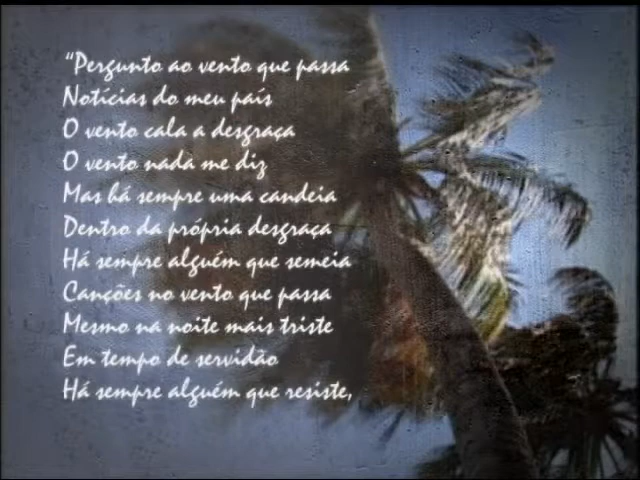 “Pergunto ao vento que passa
Notícias do meu país
O vento cala a desgraça
O vento nada me diz
Mas há sempre uma candeia
Dentro da própria desgraça
Há sempre alguém que semeia
Canções no vento que passa
Mesmo na noite mais triste
Em tempo de servidão
Há sempre alguém que resiste,